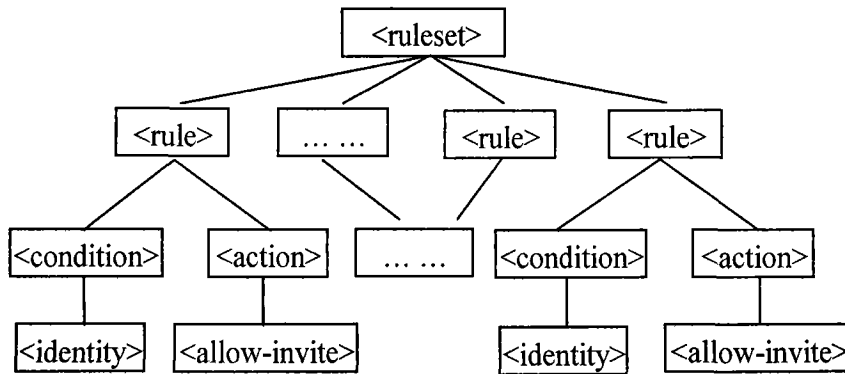 <ruleset>
<rule> … … <rule> <rule>
<condition> <action> … … <condition> <action>
<identity> <allow-invite> <identity> <allow-invite>